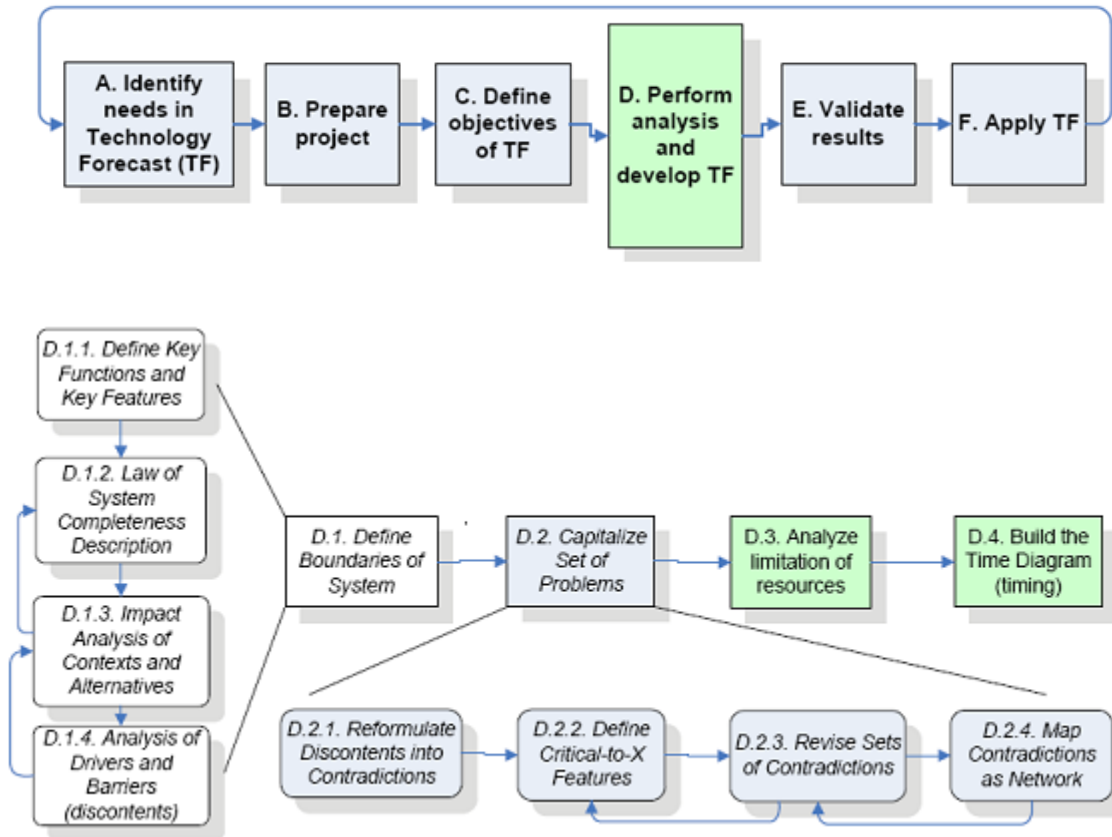 A. Identify
needs in
Technology
Forecast (TF)
B. Prepare
project
C. Define
objectives
of TF
D. Perform
analysis
and
develop TF
E. Validate
results
F. Apply TF
D.1.1. Define Key
Functions and
Key Features
D.1.2. Law of
System
Completeness
Description
D.1.3. Impact
Analysis of
Contexts and
Alternatives
D.1.4. Analysis of
Drivers and
Barriers
(discontents)
D.1. Define
Boundaries of
System
D.2. Capitalize
Set of
Problems
D.3. Analyze
limitation of
resources
D.4. Build the
Time Diagram
(timing)
D.2.1. Reformulate
Discontents into
Contradictions
D.2.2. Define
Critical-to-X
Features
D.2.3. Revise Sets
of Contradictions
D.2.4. Map
Contradictions
as Network